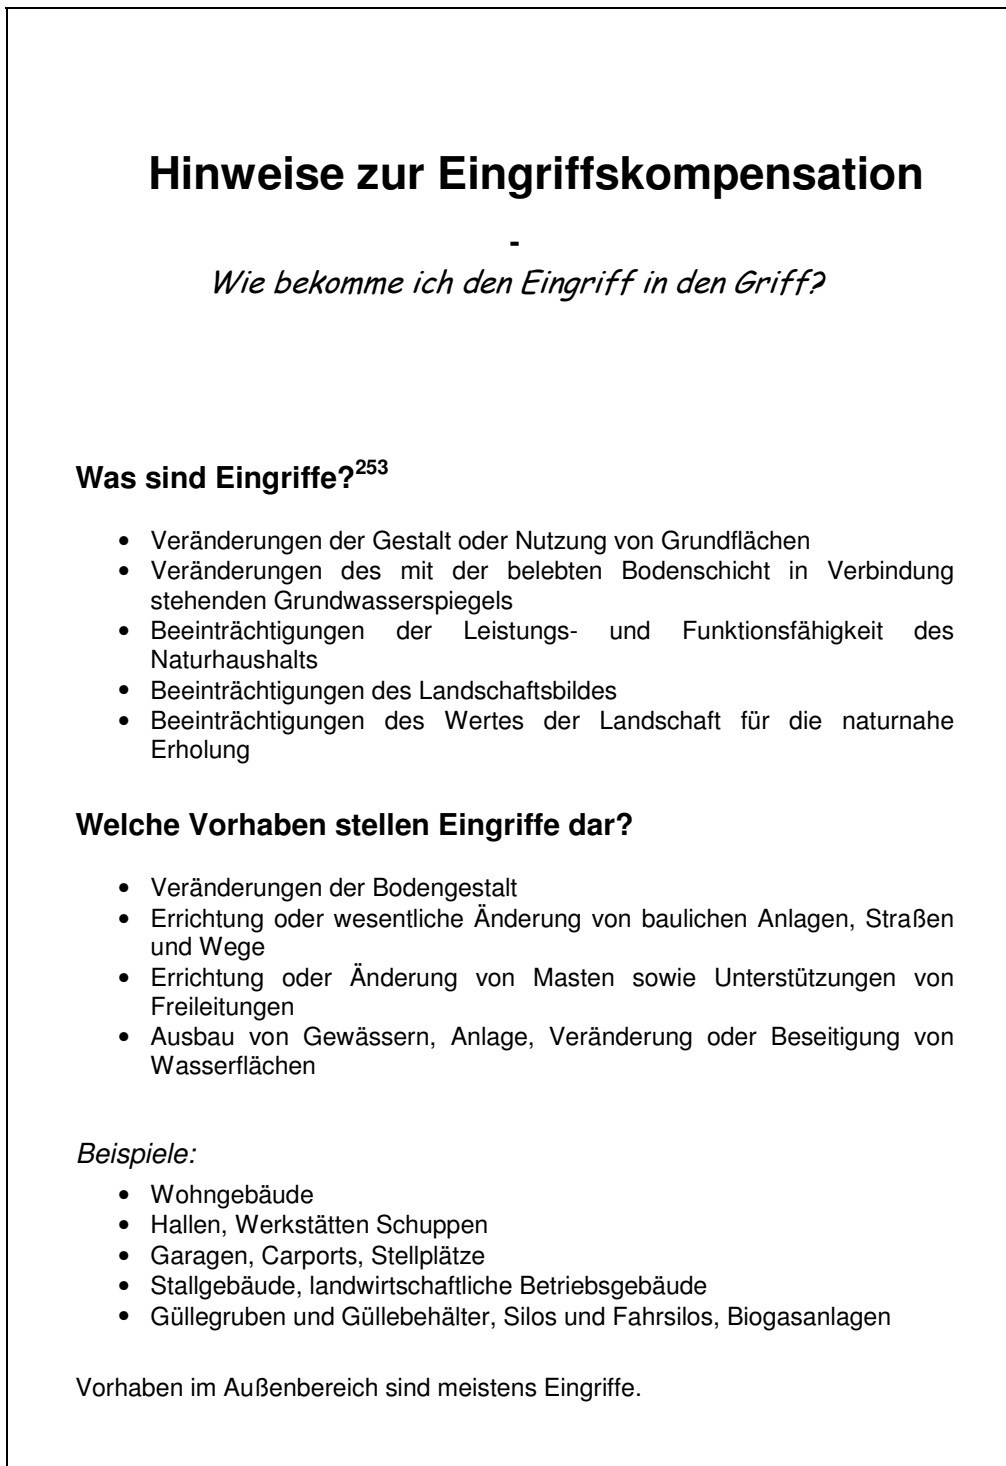 Hinweise zur Eingriffskompensation
-
Wie bekomme ich den Eingriff in den Griff?
Was sind Eingriffe?253
• Veränderungen der Gestalt oder Nutzung von Grundflächen
• Veränderungen des mit der belebten Bodenschicht in Verbindung
stehenden Grundwasserspiegels
• Beeinträchtigungen der Leistungs- und Funktionsfähigkeit des
Naturhaushalts
• Beeinträchtigungen des Landschaftsbildes
• Beeinträchtigungen des Wertes der Landschaft für die naturnahe
Erholung
Welche Vorhaben stellen Eingriffe dar?
• Veränderungen der Bodengestalt
• Errichtung oder wesentliche Änderung von baulichen Anlagen, Straßen
und Wege
• Errichtung oder Änderung von Masten sowie Unterstützungen von
Freileitungen
• Ausbau von Gewässern, Anlage, Veränderung oder Beseitigung von
Wasserflächen
Beispiele:
• Wohngebäude
• Hallen, Werkstätten Schuppen
• Garagen, Carports, Stellplätze
• Stallgebäude, landwirtschaftliche Betriebsgebäude
• Güllegruben und Güllebehälter, Silos und Fahrsilos, Biogasanlagen
Vorhaben im Außenbereich sind meistens Eingriffe.